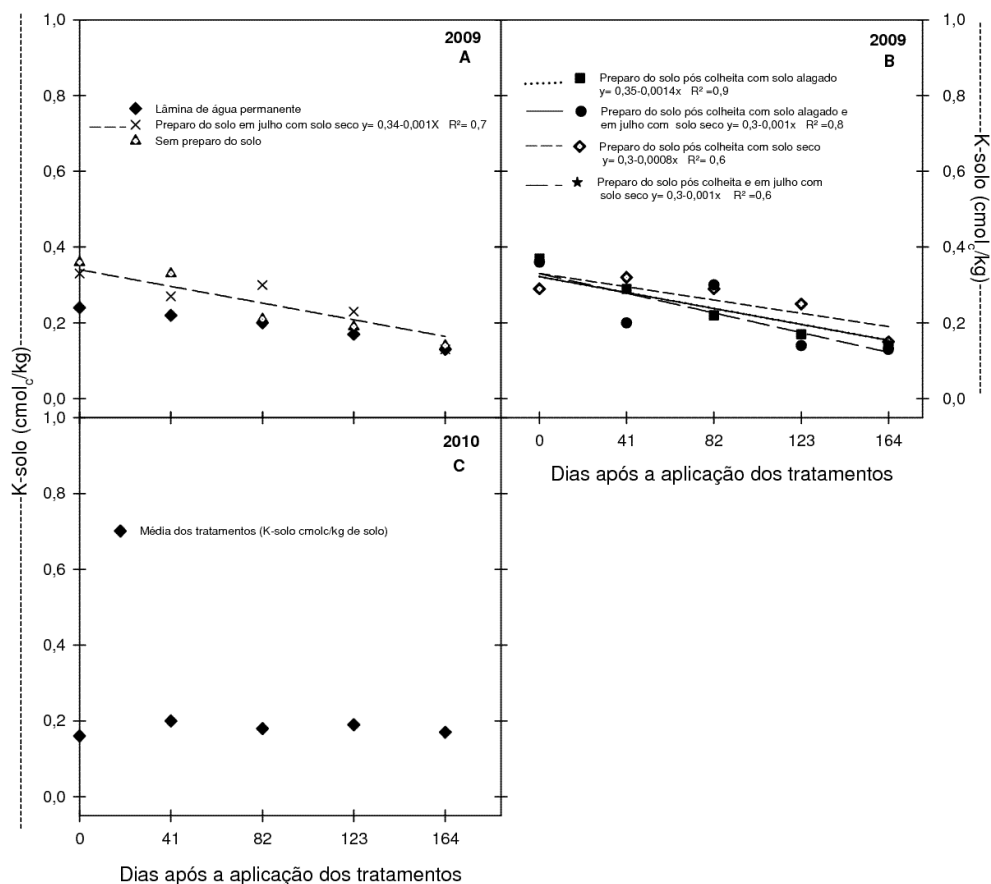 K-solo (cmolc/kg)
1,0
0,8
0,6
0,4
0,2
0,0
2009
A
Lâmina de água permanente
Preparo do solo em julho com solo seco y= 0,34-0,001X R²= 0,7
Sem preparo do solo
2009
B
Preparo do solo pós colheita com solo alagado
y= 0,35-0,0014x R² =0,9
Preparo do solo pós colheita com solo alagado e
em julho com solo seco y= 0,3-0,001x R² =0,8
Preparo do solo pós colheita com solo seco
y= 0,3-0,0008x R²= 0,6
Preparo do solo pós colheita e em julho com
solo seco y= 0,3-0,001x R² =0,6
1,0
0,8
0,6
0,4
0,2
0,0
K-solo (cmolc/kg)
0 41 82 123 164
Dias após a aplicação dos tratamentos
1,0
0,8
0,6
0,4
0,2
0,0
2010
C
Média dos tratamentos (K-solo cmolc/kg de solo)
0 41 82 123 164
Dias após a aplicação dos tratamentos